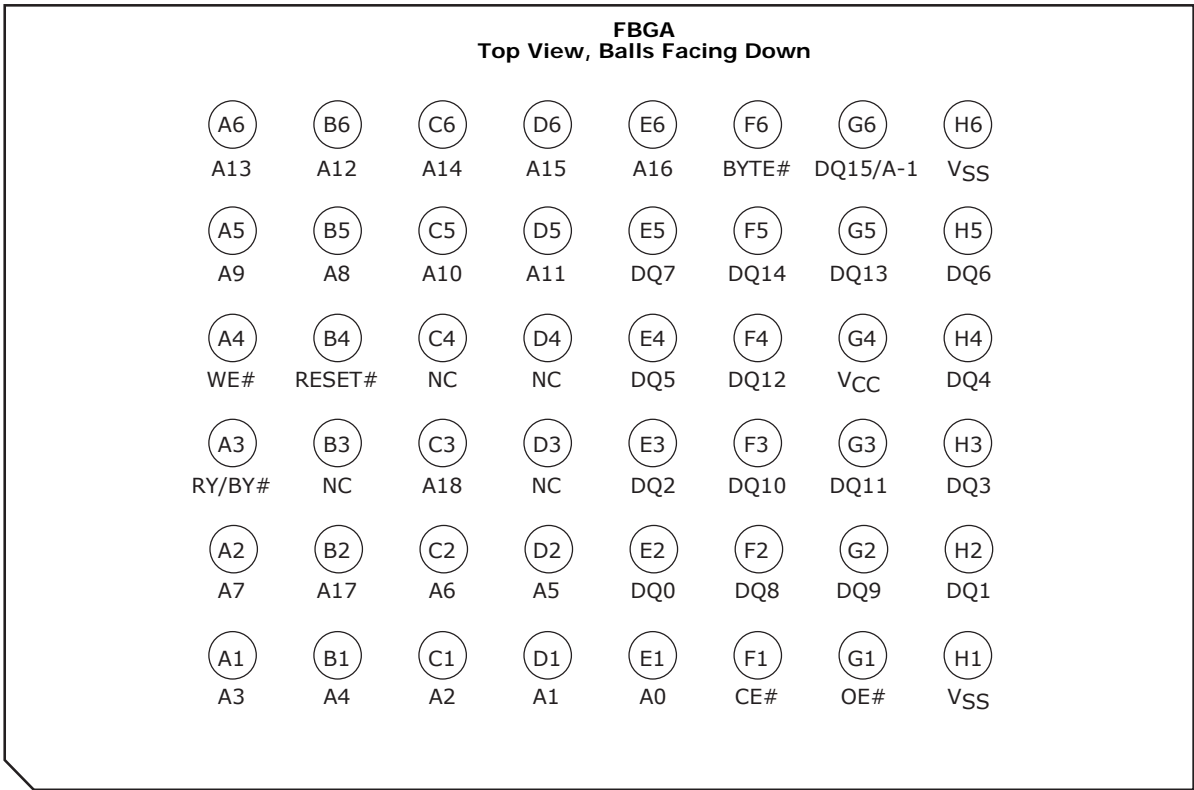 FBGA
Top View, Balls Facing Down
A6 B6 C6 D6 E6 F6 G6 H6
A13 A12 A14 A15 A16 BYTE# DQ15/A-1 VSS
A5 B5 C5 D5 E5 F5 G5 H5
A9 A8 A10 A11 DQ7 DQ14 DQ13 DQ6
A4 B4 C4 D4 E4 F4 G4 H4
WE# RESET# NC NC DQ5 DQ12 VCC DQ4
A3 B3 C3 D3 E3 F3 G3 H3
RY/BY# NC A18 NC DQ2 DQ10 DQ11 DQ3
A2 B2 C2 D2 E2 F2 G2 H2
A7 A17 A6 A5 DQ0 DQ8 DQ9 DQ1
A1 B1 C1 D1 E1 F1 G1 H1
A3 A4 A2 A1 A0 CE# OE# VSS